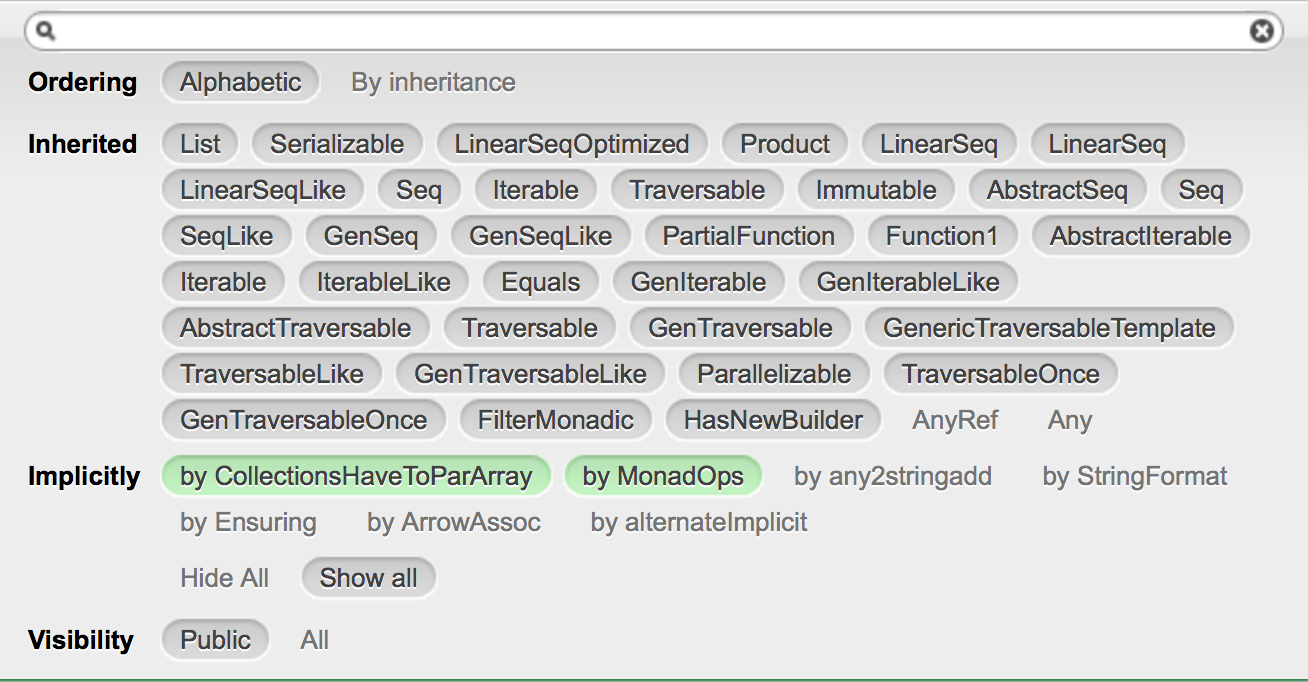 Ordering Alphabetic By inheritance
Inherited List Serializable LinearSeqOptimized Product LinearSeq LinearSeq
LinearSeqLike Seq Iterable Traversable Immutable AbstractSeq Seq
SeqLike GenSeq GenSeqLike PartialFunction Function1 AbstractIterable
Iterable IterableLike Equals GenIterable GenIterableLike
AbstractTraversable Traversable GenTraversable GenericTraversableTemplate
TraversableLike GenTraversableLike Parallelizable TraversableOnce
GenTraversableOnce FilterMonadic HasNewBuilder AnyRef Any
Implicitly by CollectionsHaveToParArray by MonadOps by any2stringadd by StringFormat
by Ensuring by ArrowAssoc by alternateImplicit
Hide All Show all
Visibility Public All